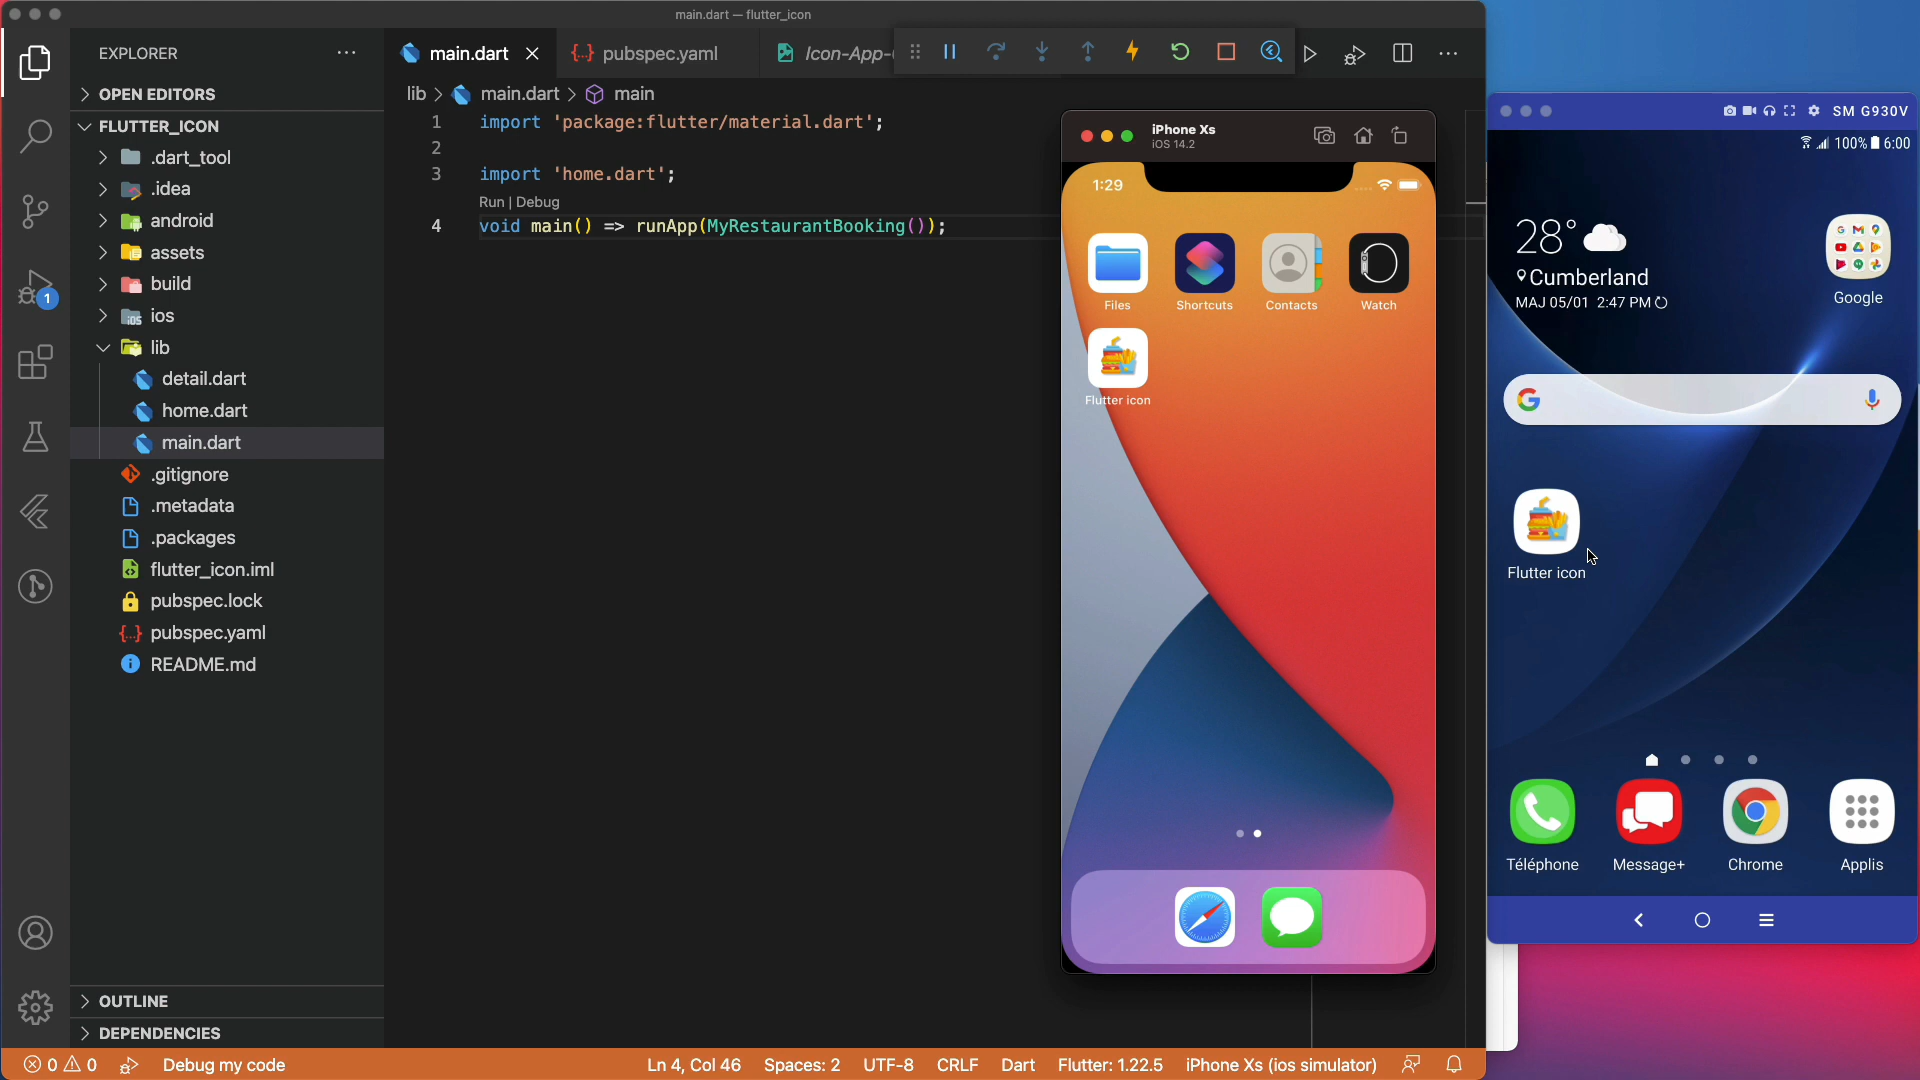 main.dart — flutter_icon
EXPLORER
OPEN EDITORS
FLUTTER_ICON
.dart_tool
.idea
android
assets
build
ios
lib
detail.dart
home.dart
main.dart
.gitignore
.metadata
.packages
flutter_icon.iml
pubspec.lock
pubspec.yaml
README.md
OUTLINE
DEPENDENCIES
1
main.dart
{...} pubspec.yaml
Icon-App-
lib > main.dart > main
1 import 'package:flutter/material.dart';
2
3 import 'home.dart';
Run | Debug
4 void main() => runApp(MyRestaurantBooking());
iPhone Xs
iOS 14.2
1:29
Files
Shortcuts
Contacts
Watch
Flutter icon
SM G930V
100% 6:00
28°
Cumberland
MAJ 05/01 2:47 PM
Google
Flutter icon
Téléphone
Message+
Chrome
Applis
0 0
Debug my code
Ln 4, Col 46
Spaces: 2
UTF-8
CRLF
Dart
Flutter: 1.22.5
iPhone Xs (ios simulator)